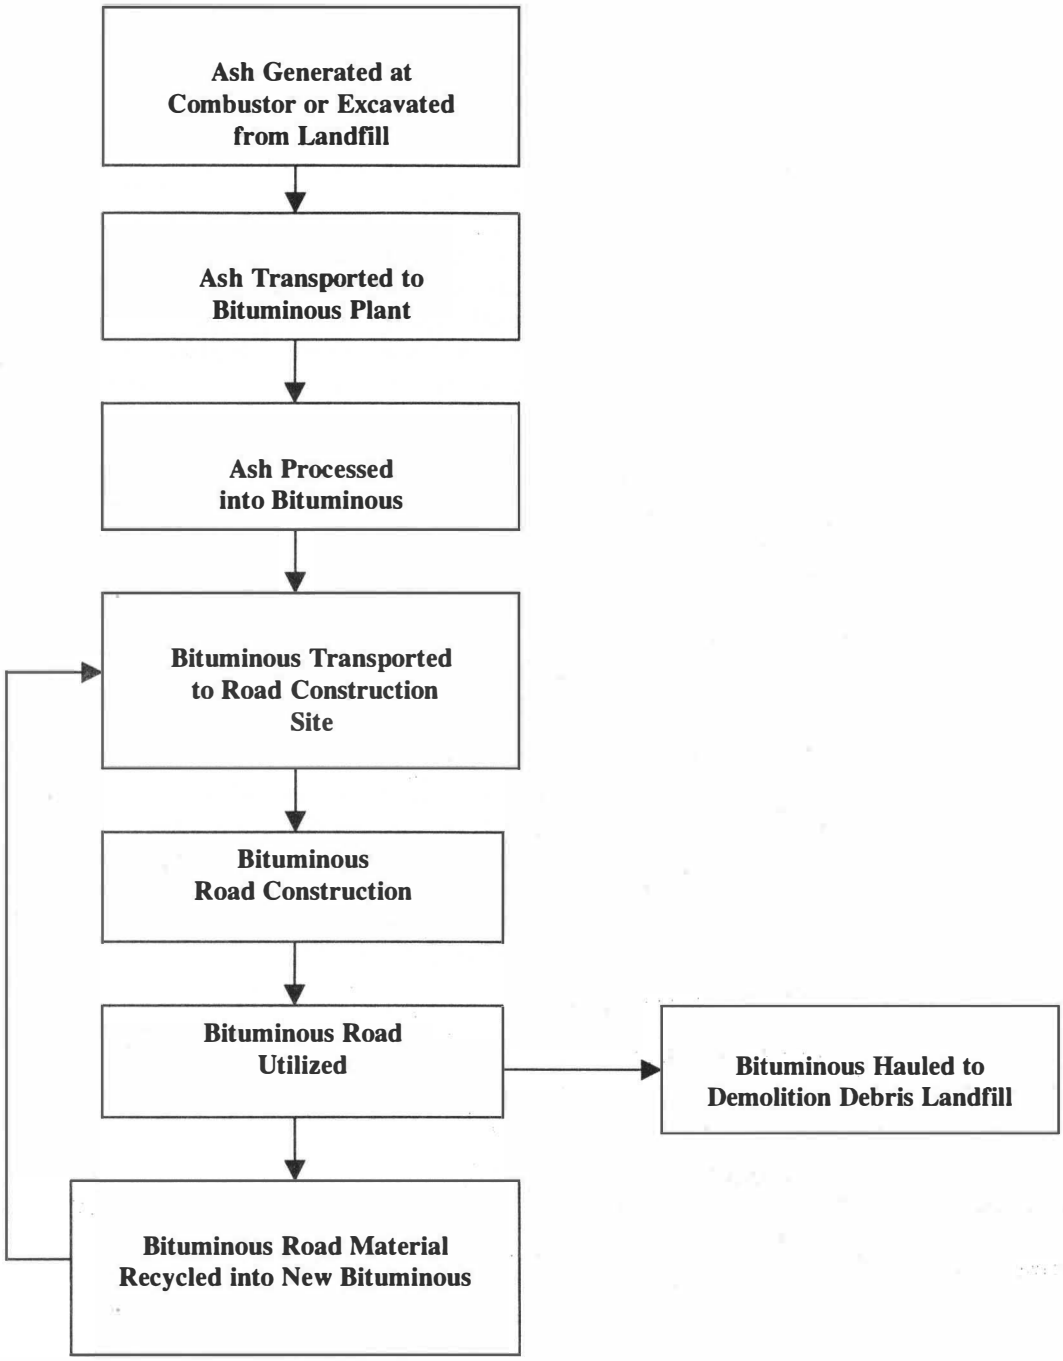 Ash Generated at
Combustor or Excavated
from Landfill
Ash Transported to
Bituminous Plant
Ash Processed
into Bituminous
Bituminous Transported
to Road Construction
Site
Bituminous
Road Construction
Bituminous Road
Utilized
Bituminous Hauled to
Demolition Debris Landfill
Bituminous Road Material
Recycled into New Bituminous